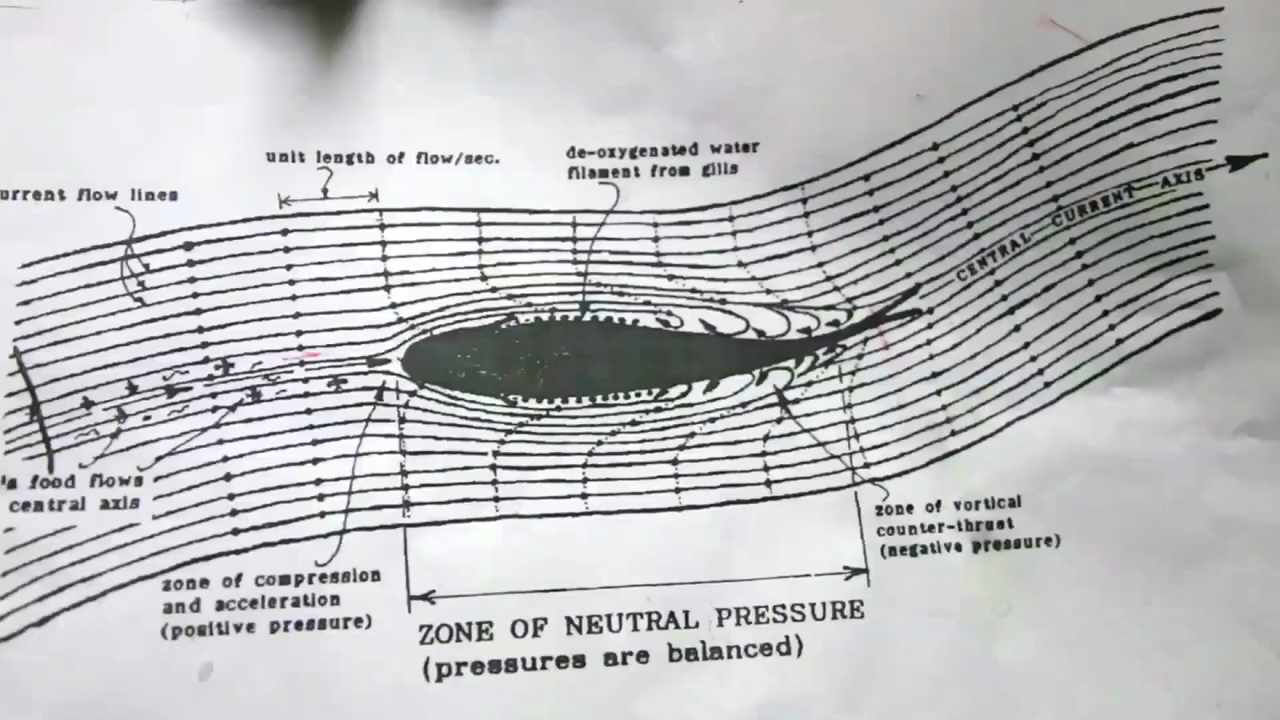 unit length of flow/sec.
de-oxygenated water
filament from gills
urrent flow lines
CENTRAL CURRENT AXIS
's food flows
central axis
zone of compression
and acceleration
(positive pressure)
zone of vortical
counter-thrust
(negative pressure)
ZONE OF NEUTRAL PRESSURE
(pressures are balanced)